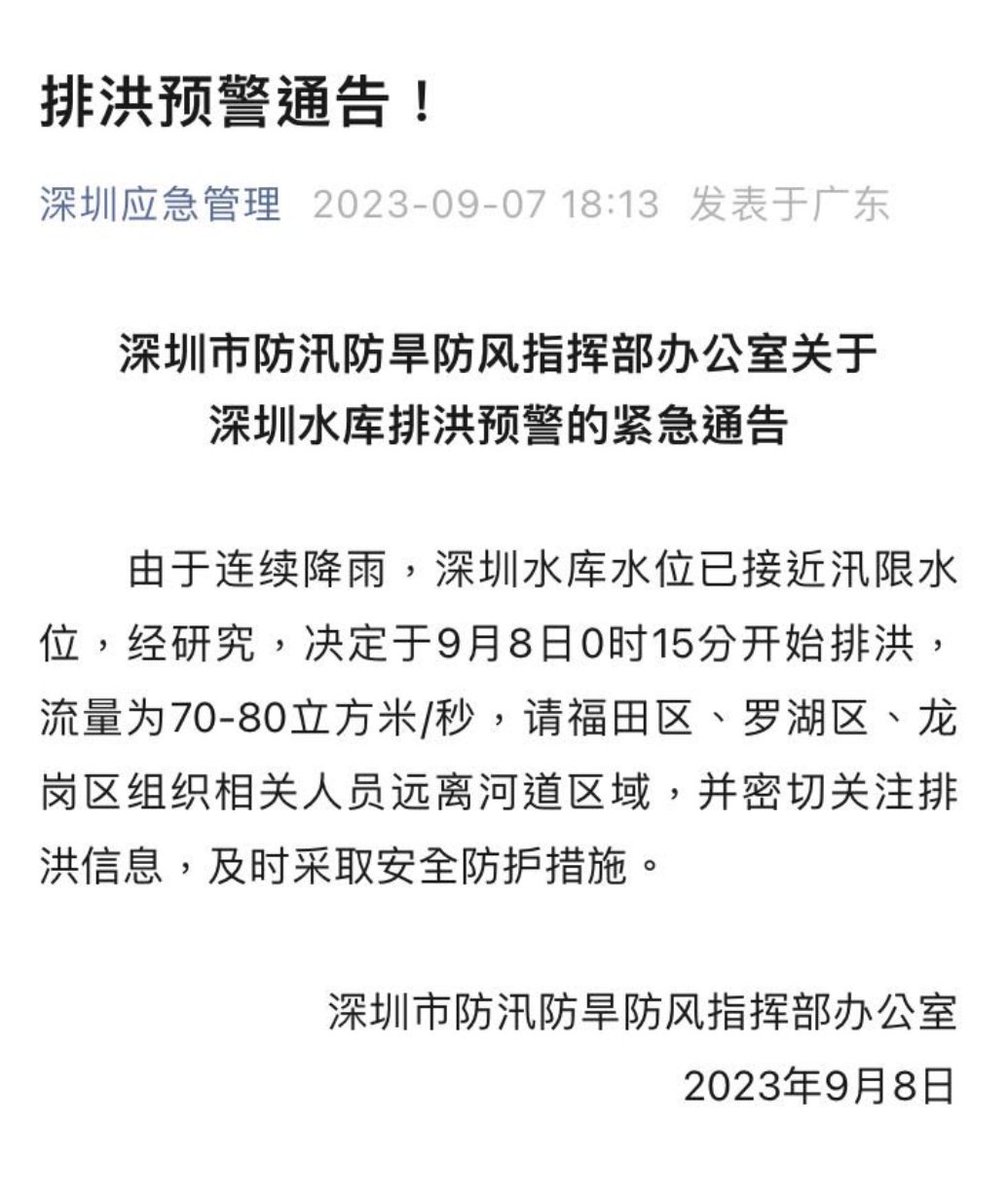 排洪预警通告！
深圳应急管理 2023-09-07 18:13 发表于广东
深圳市防汛防旱防风指挥部办公室关于
深圳水库排洪预警的紧急通告
由于连续降雨，深圳水库水位已接近汛限水
位，经研究，决定于9月8日0时15分开始排洪，
流量为70-80立方米/秒，请福田区、罗湖区、龙
岗区组织相关人员远离河道区域，并密切关注排
洪信息，及时采取安全防护措施。
深圳市防汛防旱防风指挥部办公室
2023年9月8日